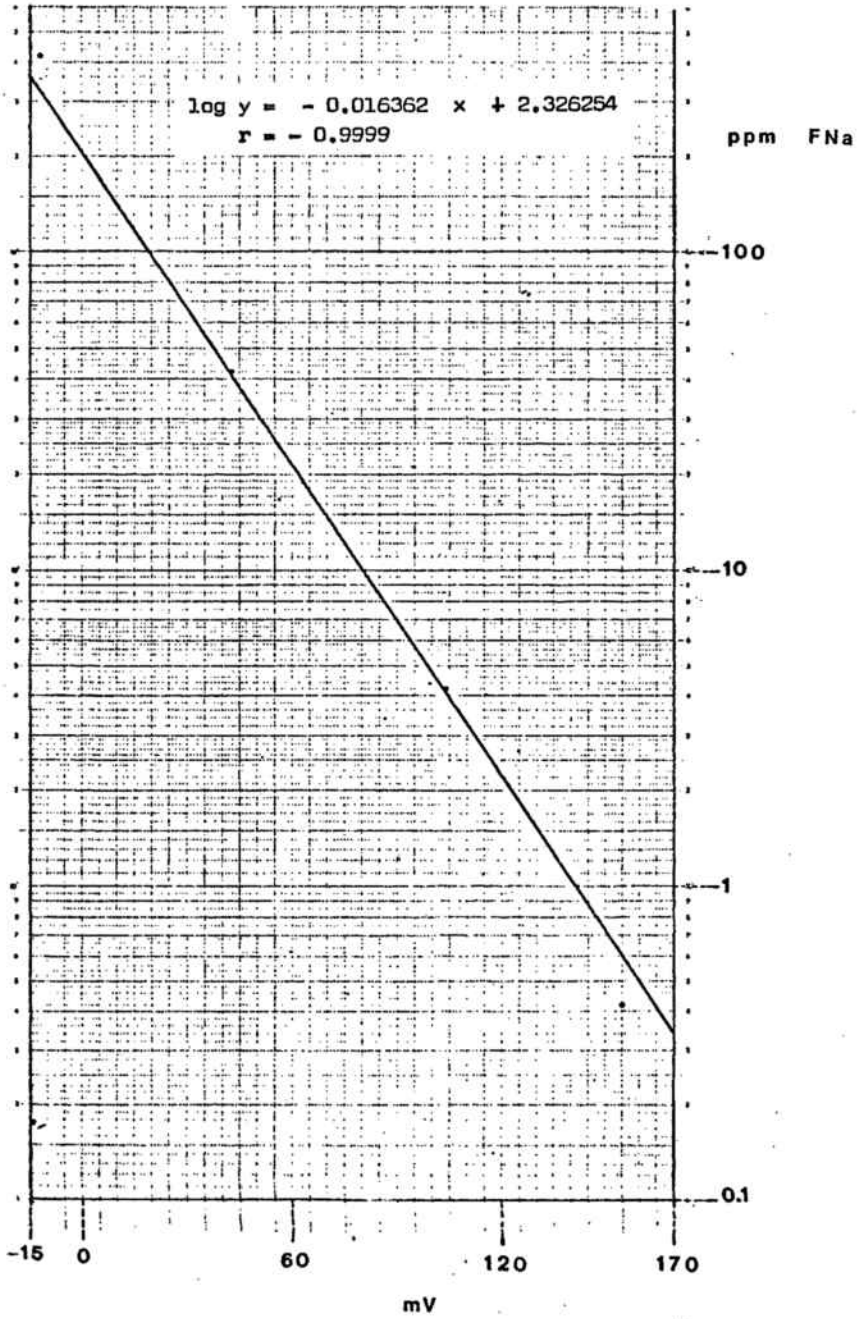 log y = - 0.016362 x + 2.326254
r = - 0.9999
ppm FNa
100
10
1
0.1
-15 0 60 120 170
mV